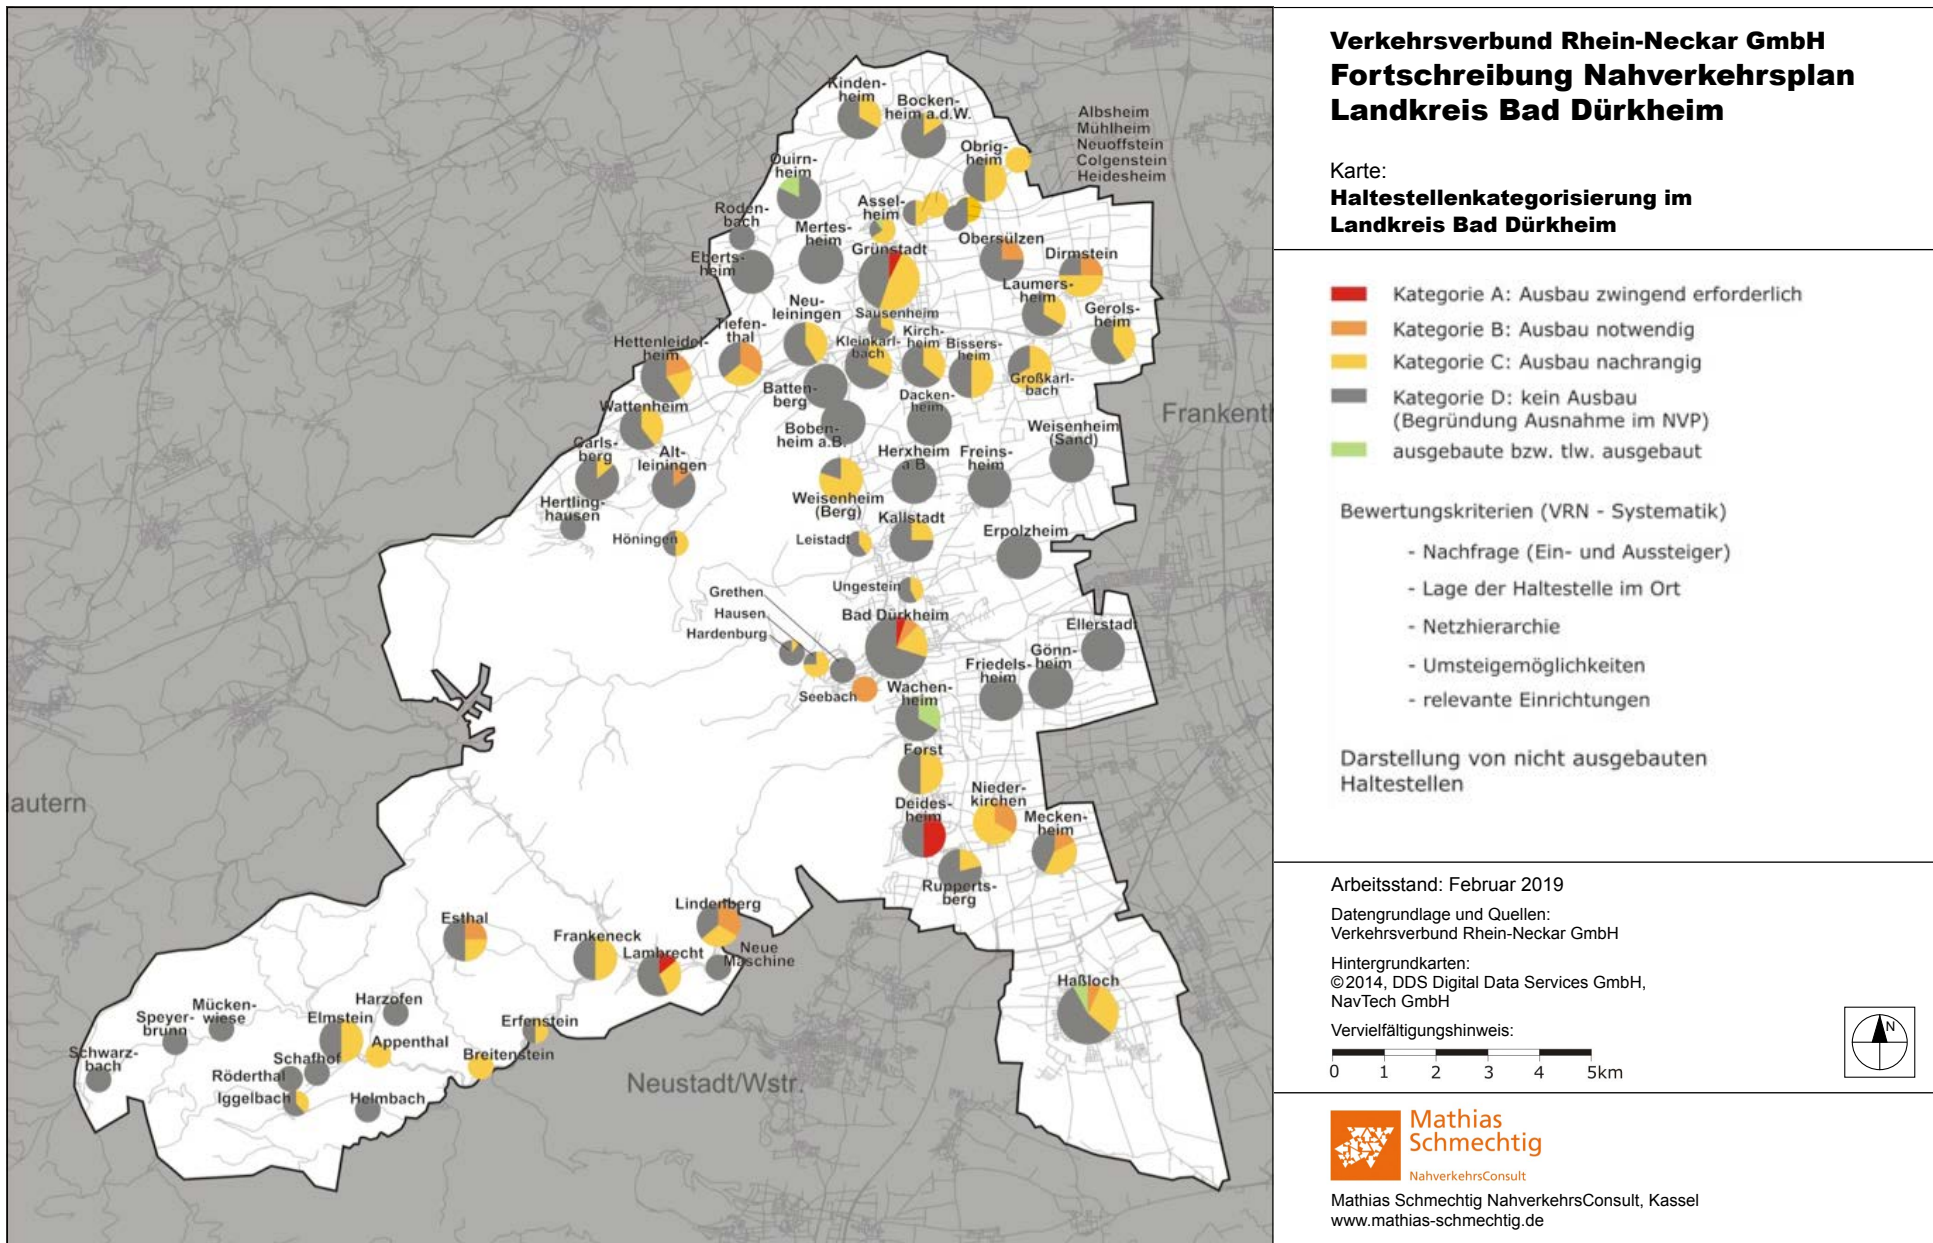 Verkehrsverbund Rhein-Neckar GmbH
Fortschreibung Nahverkehrsplan
Landkreis Bad Dürkheim
Karte:
Haltestellenkategorisierung im
Landkreis Bad Dürkheim
Kategorie A: Ausbau zwingend erforderlich
Kategorie B: Ausbau notwendig
Kategorie C: Ausbau nachrangig
Kategorie D: kein Ausbau
(Begründung Ausnahme im NVP)
ausgebaute bzw. tlw. ausgebaut
Bewertungskriterien (VRN - Systematik)
- Nachfrage (Ein- und Aussteiger)
- Lage der Haltestelle im Ort
- Netzhierarchie
- Umsteigemöglichkeiten
- relevante Einrichtungen
Darstellung von nicht ausgebauten
Haltestellen
Arbeitsstand: Februar 2019
Datengrundlage und Quellen:
Verkehrsverbund Rhein-Neckar GmbH
Hintergrundkarten:
©2014, DDS Digital Data Services GmbH,
NavTech GmbH
Vervielfältigungshinweis:
0 1 2 3 4 5km
N
Mathias
Schmechtig
NahverkehrsConsult
Mathias Schmechtig NahverkehrsConsult, Kassel
www.mathias-schmechtig.de
Kinden-
heim
Bocken-
heim a.d.W.
Albsheim
Mühlheim
Neuoffstein
Colgenstein
Heidesheim
Obrig-
heim
Quirn-
heim
Assel-
heim
Roden-
bach
Mertes-
heim
Grünstadt
Obersülzen
Dirmstein
Eberts-
heim
Laumers-
heim
Gerols-
heim
Neu-
leiningen
Sausenheim
Tiefen-
thal
Hettenleidel-
heim
Kleinkarl-
bach
Kirch-
heim
Bissers-
heim
Großkarl-
bach
Batten-
berg
Dacken-
heim
Wattenheim
Boben-
heim a.B.
Weisenheim
(Sand)
Frankenth
Carls-
berg
Alt-
leiningen
Herxheim
a.B.
Freins-
heim
Weisenheim
(Berg)
Hertling-
hausen
Kallstadt
Höningen
Leistadt
Erpolzheim
Ungestein
Grethen
Hausen
Hardenburg
Bad Dürkheim
Ellerstadt
Gönn-
heim
Friedels-
heim
Seebach
Wachen-
heim
Forst
autern
Nieder-
kirchen
Deides-
heim
Mecken-
heim
Rupperts-
berg
Lindenberg
Esthal
Frankeneck
Lambrecht
Neue
Maschine
Haßloch
Harzofen
Mücken-
wiese
Speyer-
brunn
Elmstein
Erfenstein
Appenthal
Breitenstein
Schwarz-
bach
Schafhof
Röderthal
Iggelbach
Helmbach
Neustadt/Wstr.